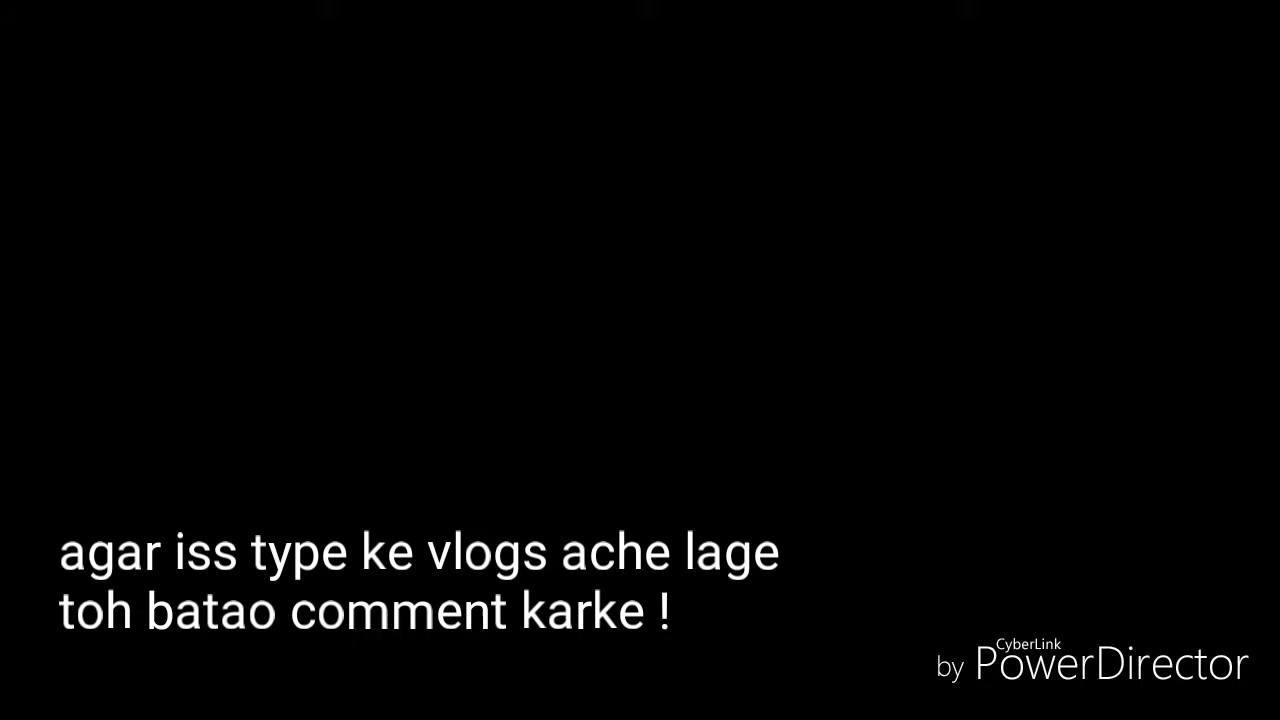 agar iss type ke vlogs ache lage
toh batao comment karke !
CyberLink
by PowerDirector